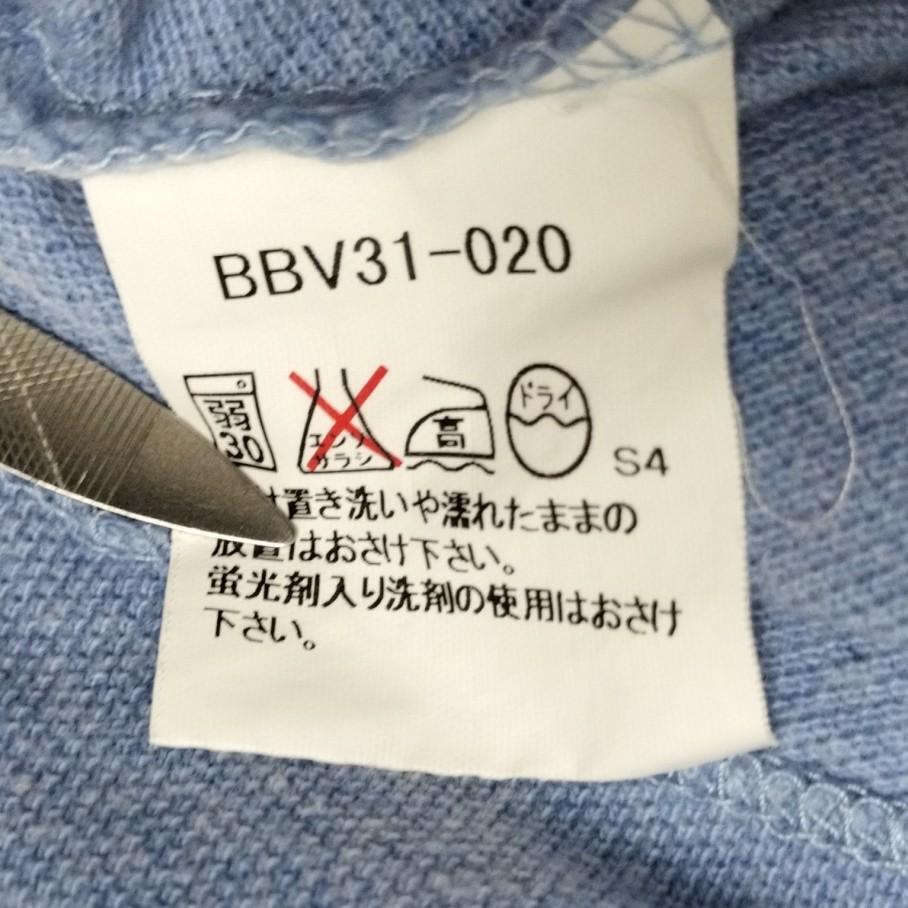 BBV31-020
弱 30 エンソサラシ 高 ドライ S4
置き洗いや濡れたままの
放置はおさけ下さい。
蛍光剤入り洗剤の使用はおさけ
下さい。